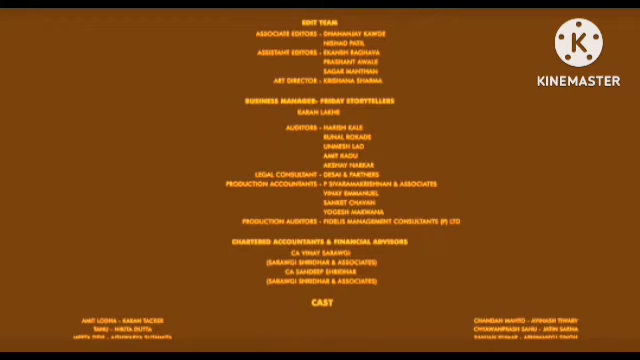 EDIT TEAM
ASSOCIATE EDITORS - DHANANJAY KAWDE
NISHAD PATIL
ASSISTANT EDITORS - EKANSH RAGHAVA
PRASHANT AWALE
SAGAR MANTHAN
ART DIRECTOR - KRISHANA SHARMA
BUSINESS MANAGER- FRIDAY STORYTELLERS
KARAN LAKHE
AUDITORS - HARISH KALE
KUNAL ROKADE
UNMESH LAD
AMIT KADU
AKSHAY NARKAR
LEGAL CONSULTANT - DESAI & PARTNERS
PRODUCTION ACCOUNTANTS - P SIVARAMAKRISHNAN & ASSOCIATES
VINAY EMMANUEL
SANKET CHAVAN
YOGESH MAKWANA
PRODUCTION AUDITORS - FIDELIS MANAGEMENT CONSULTANTS (P) LTD
CHARTERED ACCOUNTANTS & FINANCIAL ADVISORS
CA VINAY SARAWGI
(SARAWGI SHRIDHAR & ASSOCIATES)
CA SANDEEP SHRIDHAR
(SARAWGI SHRIDHAR & ASSOCIATES)
CAST
AMIT LODHA - KARAN TACKER
TANU - NIKITA DUTTA
CHANDAN MAHTO - AVINASH TIWARY
CHYAWANPRASH SAHU - JATIN SARNA
K
KINEMASTER